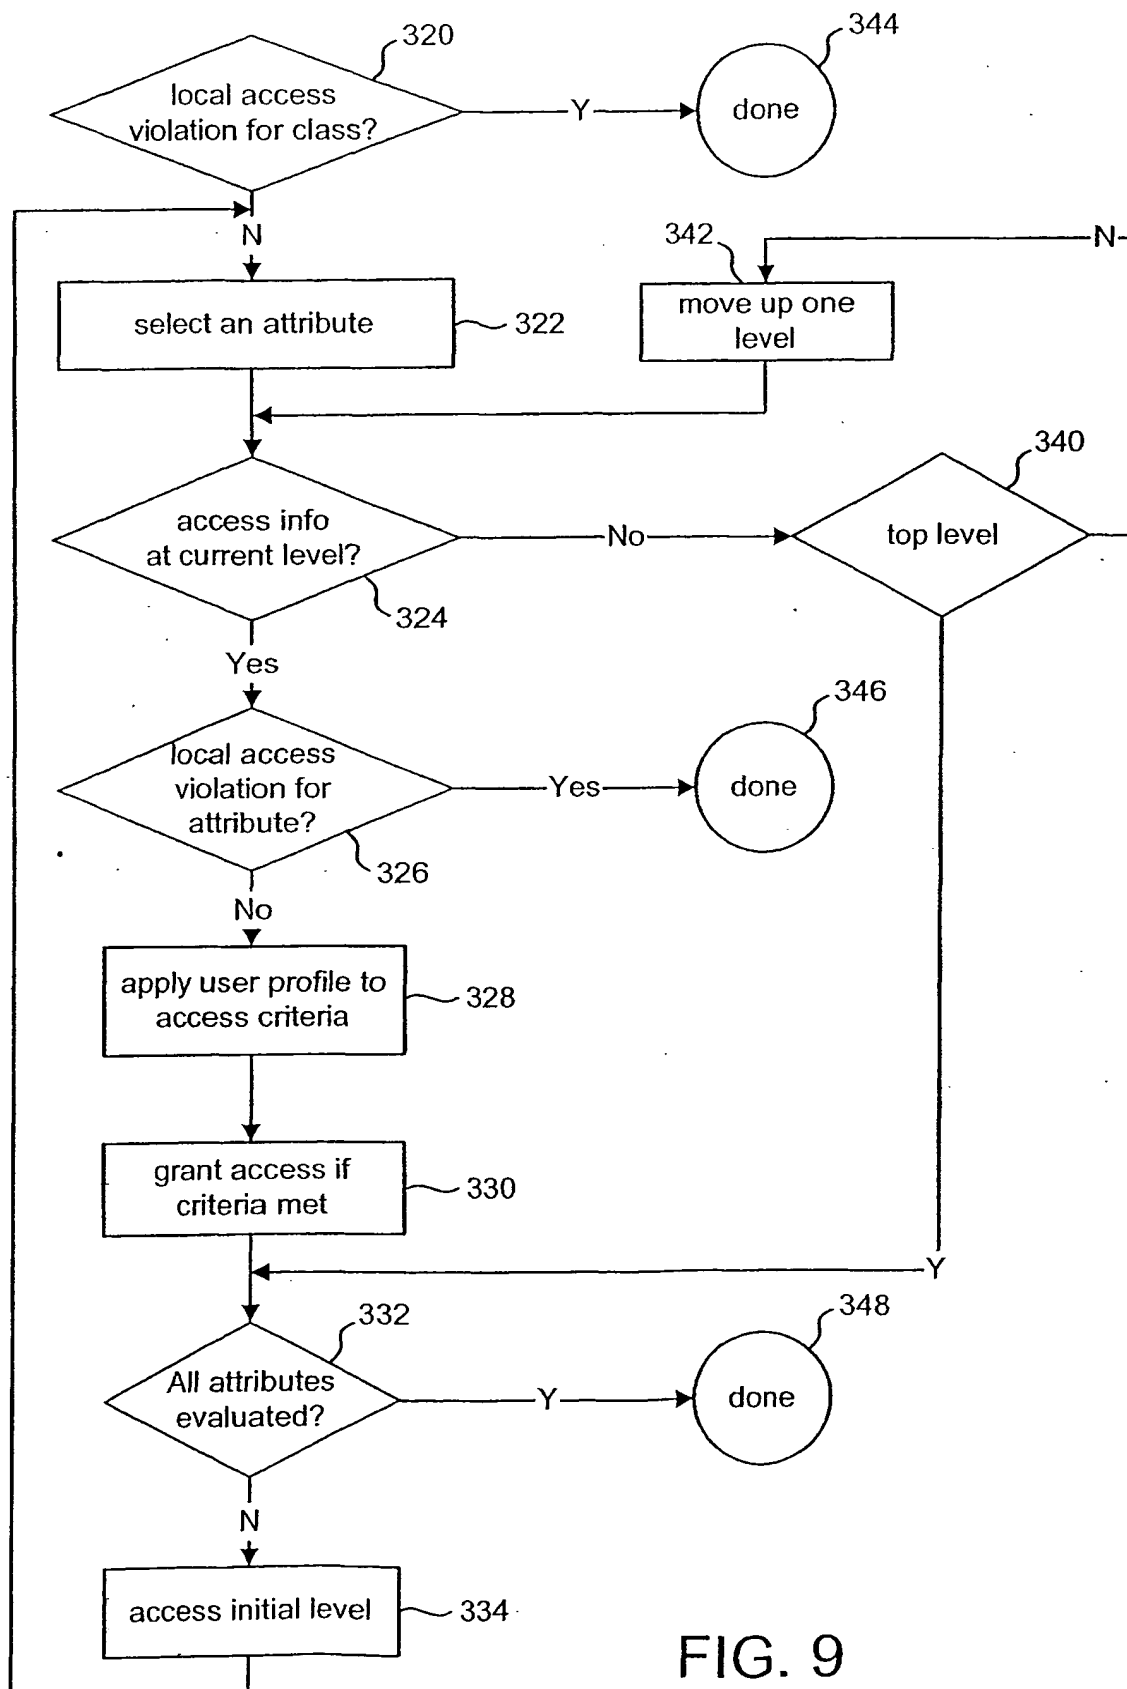 320
344
local access
violation for class?
Y
done
N
342
N
select an attribute
322
move up one
level
340
access info
at current level?
No
top level
324
Yes
346
local access
violation for
attribute?
Yes
done
326
No
apply user profile to
access criteria
328
grant access if
criteria met
330
Y
332
348
All attributes
evaluated?
Y
done
N
access initial level
334
FIG. 9